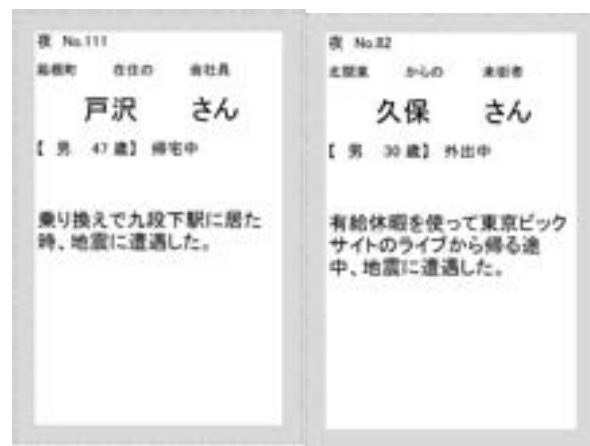 夜 No.111
在住の 会社員
戸沢 さん
【 男 47 歳】 帰宅中
乗り換えで九段下駅に居た
時、地震に遭遇した。
夜 No.82
北関東 からの 来街者
久保 さん
【 男 30 歳】 外出中
有給休暇を使って東京ビック
サイトのライブから帰る途
中、地震に遭遇した。